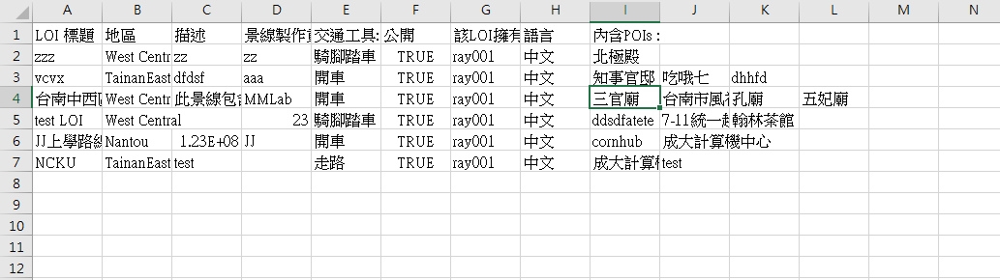 A B C D E F G H I J K L M N
1 LOI 標題 地區 描述 景線製作 交通工具: 公開 該LOI擁有 語言 內含POIs :
2 zzz West Centr zz zz 騎腳踏車 TRUE ray001 中文 北極殿
3 vcvx TainanEast dfdsf aaa 開車 TRUE ray001 中文 知事官邸 吃哦七 dhhfd
4 台南中西 West Centr 此景線包 MMLab 開車 TRUE ray001 中文 三官廟 台南市風 孔廟 五妃廟
5 test LOI West Central 23 騎腳踏車 TRUE ray001 中文 ddsdfatete 7-11統一 翰林茶館
6 JJ上學路線 Nantou 1.23E+08 JJ 開車 TRUE ray001 中文 cornhub 成大計算機中心
7 NCKU TainanEast test 走路 TRUE ray001 中文 成大計算機 test
8
9
10
11
12